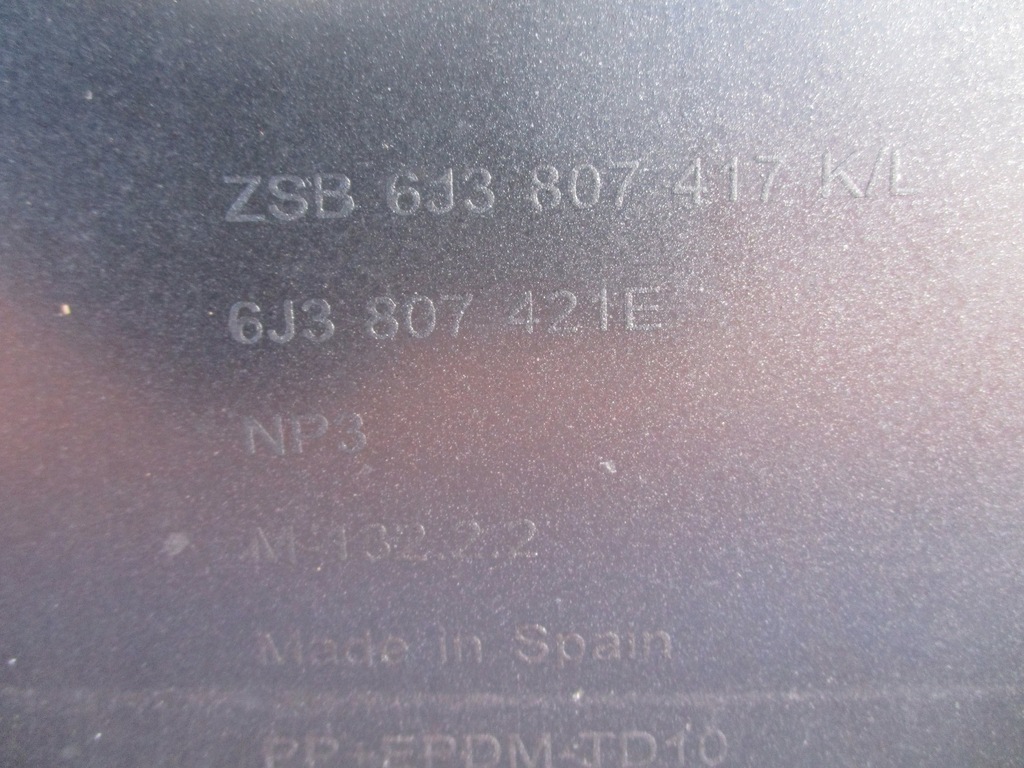 ZSB 6J3 807 417 K/L
6J3 807 421E
NP3
M-132.2.2
Made in Spain
PP+EPDM-TD10